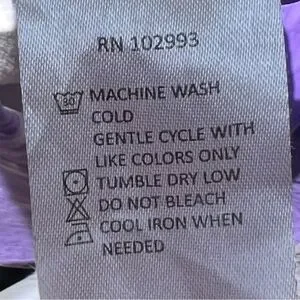 RN 102993
30 MACHINE WASH
COLD
GENTLE CYCLE WITH
LIKE COLORS ONLY
TUMBLE DRY LOW
DO NOT BLEACH
COOL IRON WHEN
NEEDED